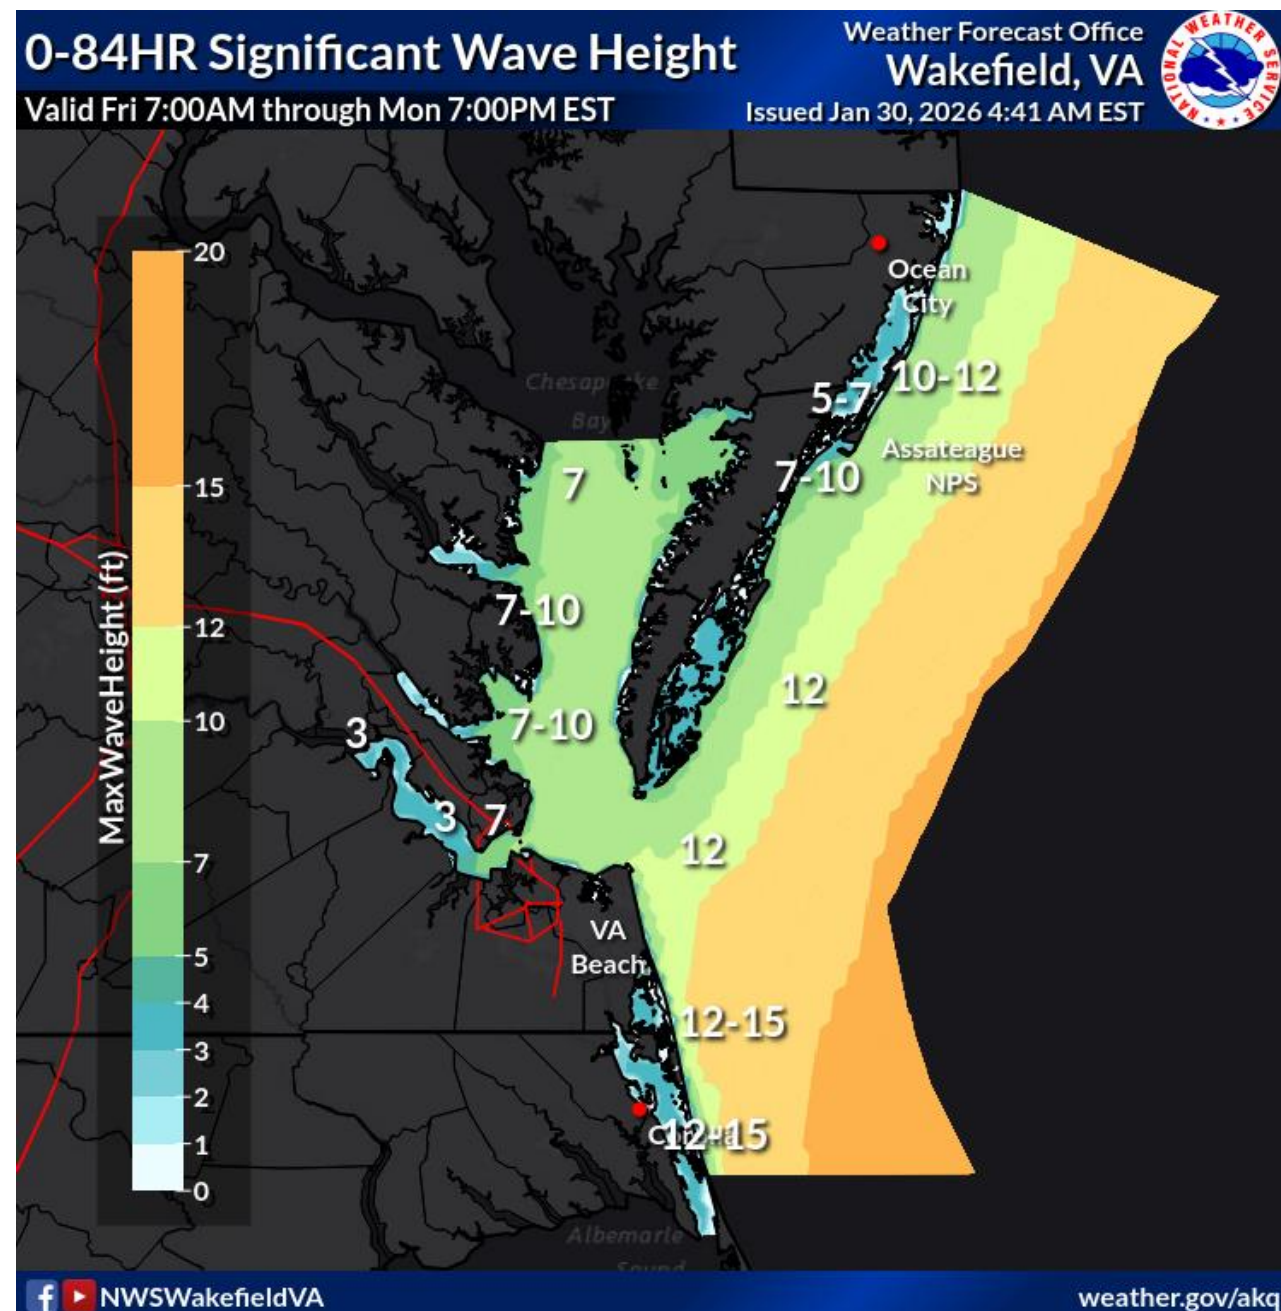 0-84HR Significant Wave Height
Valid Fri 7:00AM through Mon 7:00PM EST
Weather Forecast Office
Wakefield, VA
Issued Jan 30, 2026 4:41 AM EST
NATIONAL WEATHER SERVICE
MaxWaveHeight (ft)
20
15
12
10
7
5
4
3
2
1
0
Ocean
City
Chesapeake
Bay
5-7
10-12
Assateague
NPS
7
7-10
7-10
12
7-10
3
3
7
12
VA
Beach
12-15
12-15
Albemarle
Sound
NWSWakefieldVA
weather.gov/akq